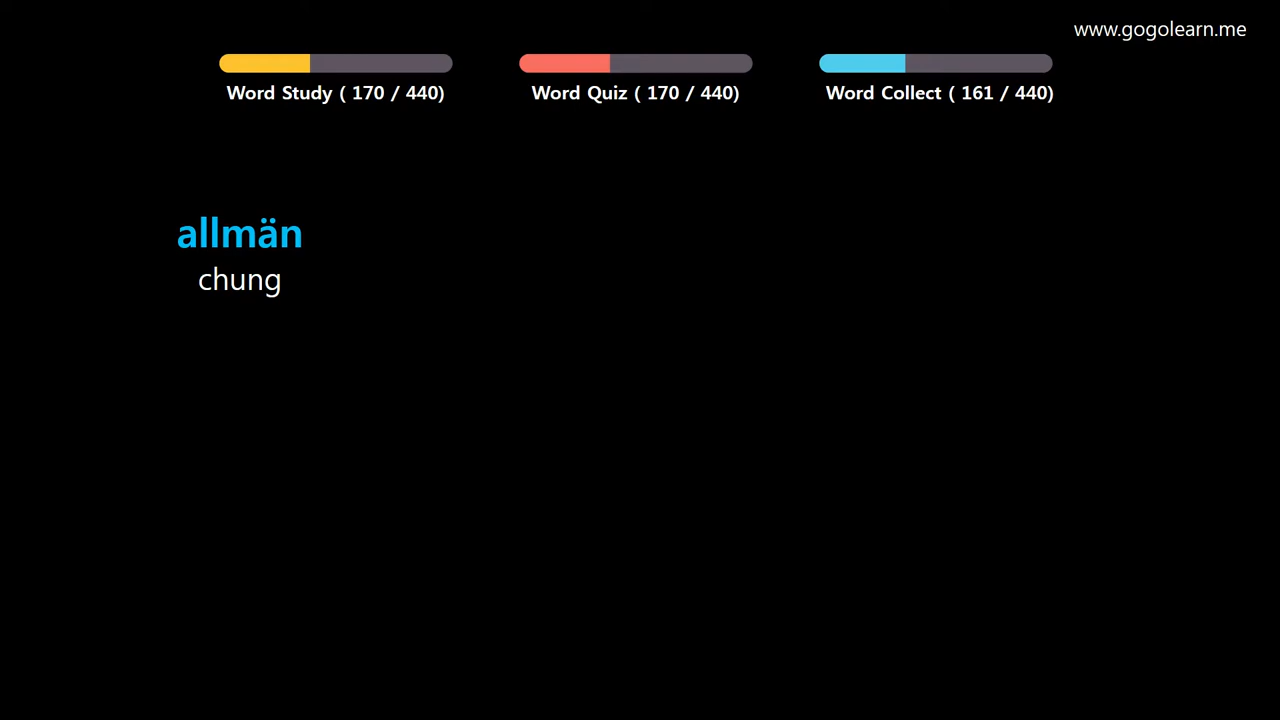 www.gogolearn.me
Word Study ( 170 / 440)
Word Quiz ( 170 / 440)
Word Collect ( 161 / 440)
allmän
chung